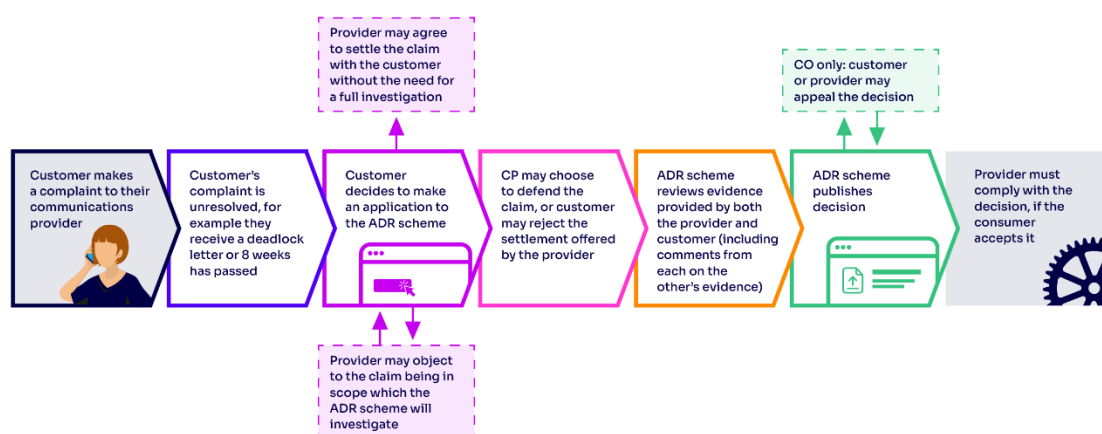 Provider may agree
to settle the claim
with the customer
without the need for
a full investigation
CO only: customer
or provider may
appeal the decision
Customer makes
a complaint to their
communications
provider
Customer's
complaint is
unresolved, for
example they
receive a deadlock
letter or 8 weeks
has passed
Customer
decides to make
an application to
the ADR scheme
CP may choose
to defend the
claim, or customer
may reject the
settlement offered
by the provider
ADR scheme
reviews evidence
provided by both
the provider and
customer (including
comments from
each on the
other's evidence)
ADR scheme
publishes
decision
Provider must
comply with the
decision, if the
consumer
accepts it
Provider may object
to the claim being in
scope which the
ADR scheme will
investigate